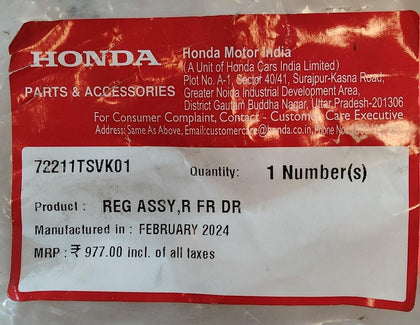 HONDA
PARTS & ACCESSORIES
Honda Motor India
(A Unit of Honda Cars India Limited)
Plot No. A-1, Sector 40/41, Surajpur-Kasna Road,
Greater Noida Industrial Development Area,
District Gautam Buddha Nagar, Uttar Pradesh-201306
For Consumer Complaint, Contact - Customer Care Executive
Address: Same As Above, Email:customercare@honda.co.in, Phone
72211TSVK01 Quantity: 1 Number(s)
Product : REG ASSY,R FR DR
Manufactured in : FEBRUARY 2024
MRP : ₹ 977.00 incl. of all taxes